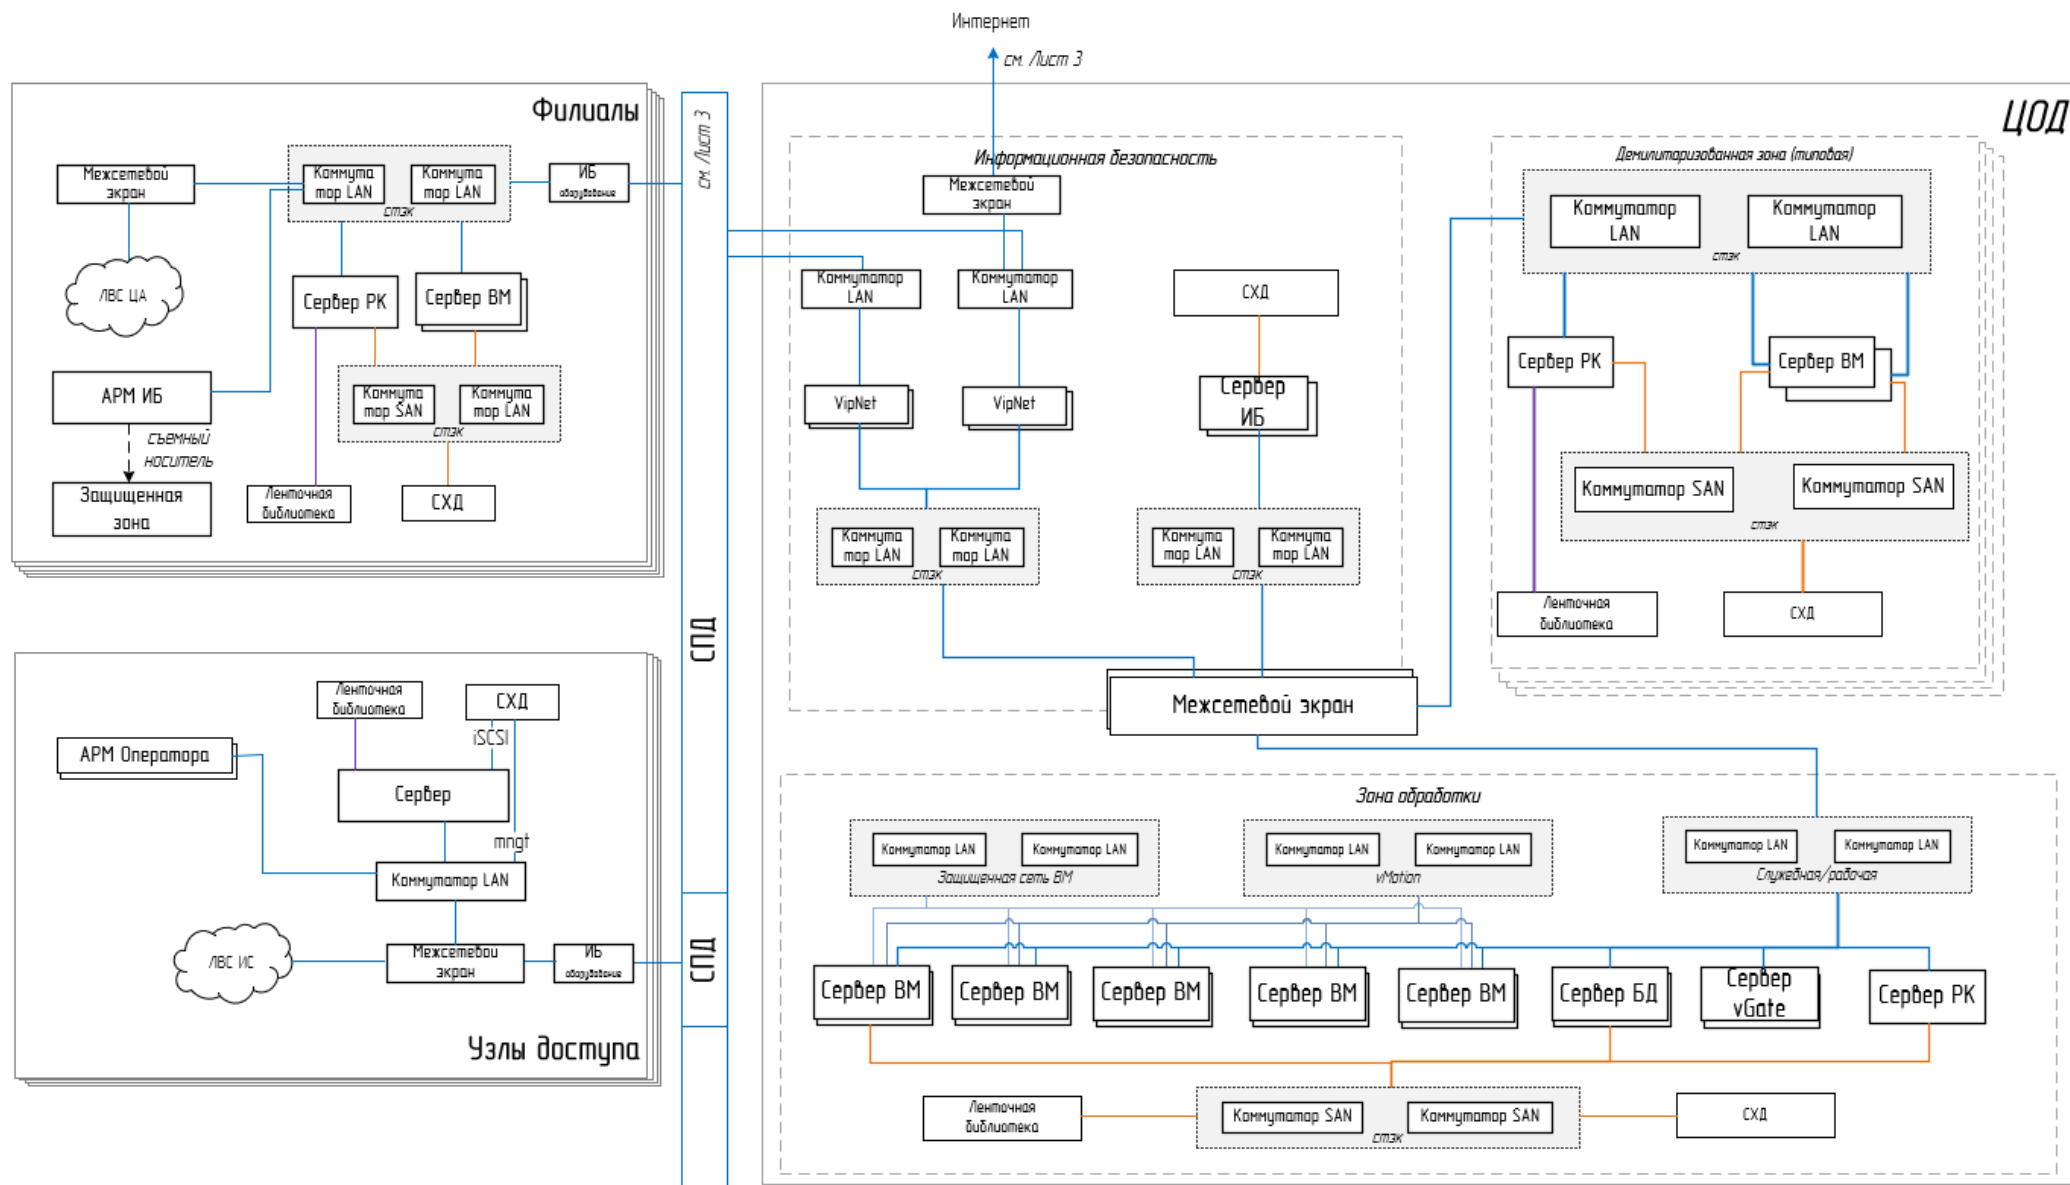 Интернет
см. Лист 3
Филиалы
Межсетевой
экран
Коммута
тор LAN
Коммута
тор LAN
стэк
ИБ
оборудование
ЛВС ЦА
Сервер РК
Сервер ВМ
АРМ ИБ
съемный
носитель
Защищенная
зона
Коммута
тор SAN
Коммута
тор LAN
стэк
Ленточная
библиотека
СХД
см. Лист 3
СПД
СПД
Ленточная
библиотека
СХД
iSCSI
АРМ Оператора
Сервер
mngt
Коммутатор LAN
ЛВС ИС
Межсетевой
экран
ИБ
оборудование
Узлы доступа
ЦОД
Информационная безопасность
Межсетевой
экран
Коммутатор
LAN
Коммутатор
LAN
СХД
VipNet
VipNet
Сервер
ИБ
Коммута
тор LAN
Коммута
тор LAN
стэк
Коммута
тор LAN
Коммута
тор LAN
стэк
Межсетевой экран
Демилитаризованная зона (типовая)
Коммутатор
LAN
Коммутатор
LAN
стэк
Сервер РК
Сервер ВМ
Коммутатор SAN
Коммутатор SAN
стэк
Ленточная
библиотека
СХД
Зона обработки
Коммутатор LAN
Коммутатор LAN
Защищенная сеть ВМ
Коммутатор LAN
Коммутатор LAN
vMotion
Коммутатор LAN
Коммутатор LAN
Служебная/рабочая
Сервер ВМ
Сервер ВМ
Сервер ВМ
Сервер ВМ
Сервер ВМ
Сервер БД
Сервер
vGate
Сервер РК
Ленточная
библиотека
Коммутатор SAN
Коммутатор SAN
стэк
СХД